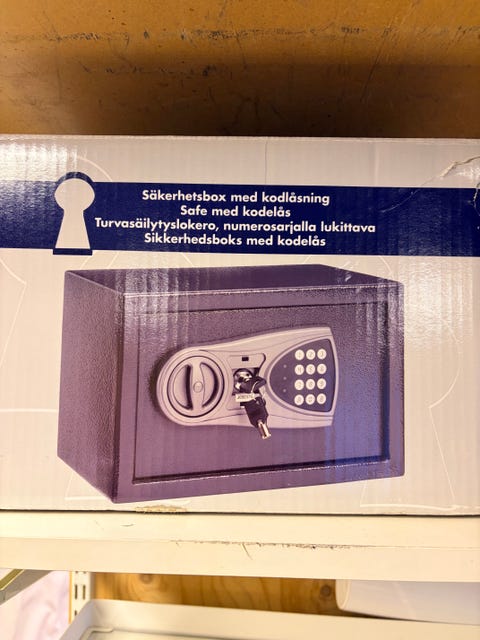 Säkerhetsbox med kodlåsning
Safe med kodelås
Turvasäilytyslokero, numerosarjalla lukittava
Sikkerhedsboks med kodelås